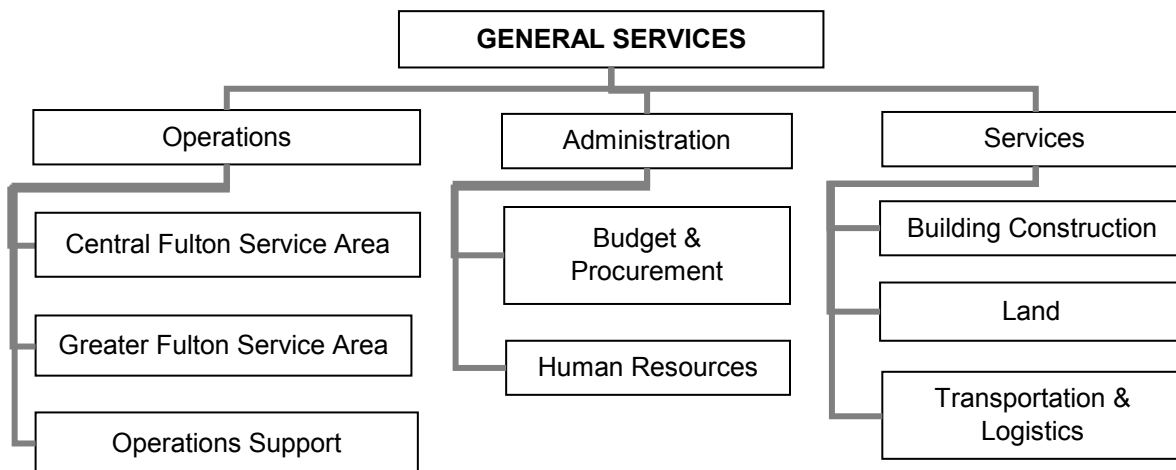 GENERAL SERVICES
Operations
Administration
Services
Central Fulton Service Area
Greater Fulton Service Area
Operations Support
Budget &
Procurement
Human Resources
Building Construction
Land
Transportation &
Logistics